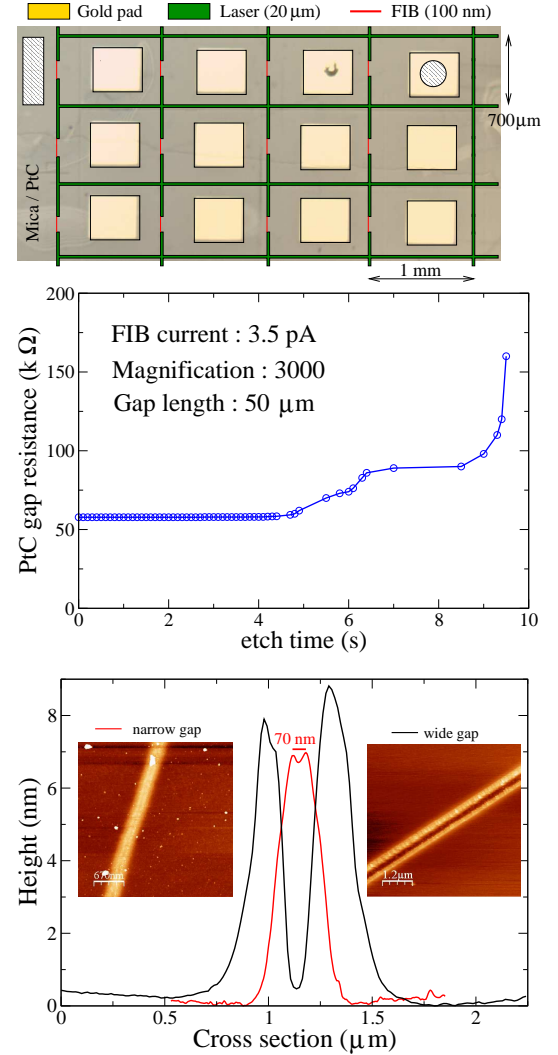 Gold pad Laser (20 μm) FIB (100 nm)
Mica / PtC
700μm
1 mm
200
150
100
50
0
FIB current : 3.5 pA
Magnification : 3000
Gap length : 50 μm
PtC gap resistance (k Ω)
0 2 4 6 8 10
etch time (s)
8
6
4
2
0
narrow gap
70 nm
wide gap
670nm
1.2μm
Height (nm)
0 0.5 1 1.5 2
Cross section (μm)